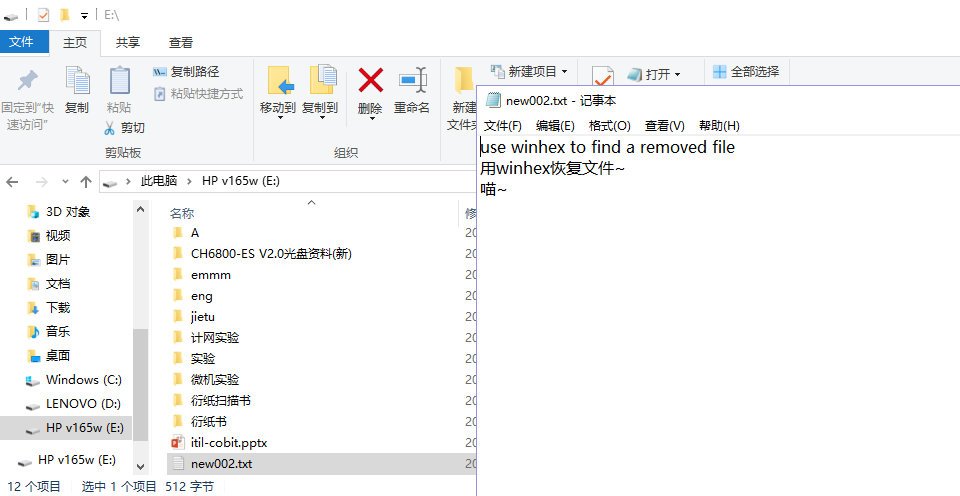 E:\
文件 主页 共享 查看
固定到"快速访问"
复制
粘贴
复制路径
粘贴快捷方式
剪切
剪贴板
移动到 复制到 删除 重命名
组织
新建
文件夹
新建项目
打开
全部选择
此电脑 HP v165w (E:)
3D 对象
视频
图片
文档
下载
音乐
桌面
Windows (C:)
LENOVO (D:)
HP v165w (E:)
HP v165w (E:)
名称 修
A 20
CH6800-ES V2.0光盘资料(新) 20
emmm 20
eng 20
jietu 20
计网实验 20
实验 20
微机实验 20
衍纸扫描书 20
衍纸书 20
itil-cobit.pptx 20
new002.txt 20
12 个项目 选中 1 个项目 512 字节
new002.txt - 记事本
文件(F) 编辑(E) 格式(O) 查看(V) 帮助(H)
use winhex to find a removed file
用winhex恢复文件~
喵~